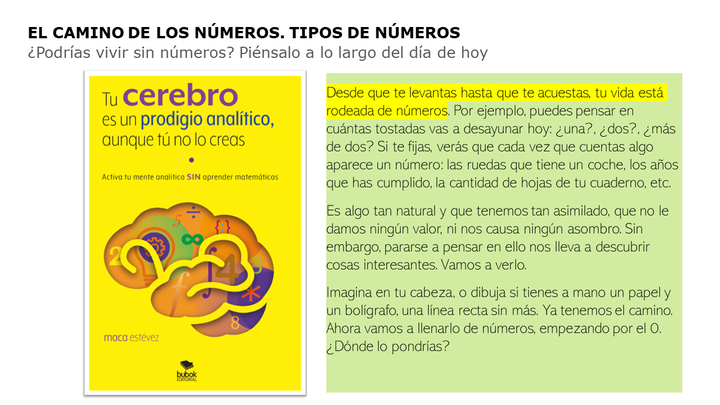 EL CAMINO DE LOS NÚMEROS. TIPOS DE NÚMEROS
¿Podrías vivir sin números? Piénsalo a lo largo del día de hoy
Tu cerebro
es un prodigio analítico,
aunque tú no lo creas
Activa tu mente analítica SIN aprender matemáticas
5 ÷ {}
2 ∞
∫ 4 3
f *
8
maca estévez
bubok
EDITORIAL
Desde que te levantas hasta que te acuestas, tu vida está
rodeada de números. Por ejemplo, puedes pensar en
cuántas tostadas vas a desayunar hoy: ¿una?, ¿dos?, ¿más
de dos? Si te fijas, verás que cada vez que cuentas algo
aparece un número: las ruedas que tiene un coche, los años
que has cumplido, la cantidad de hojas de tu cuaderno, etc.
Es algo tan natural y que tenemos tan asimilado, que no le
damos ningún valor, ni nos causa ningún asombro. Sin
embargo, pararse a pensar en ello nos lleva a descubrir
cosas interesantes. Vamos a verlo.
Imagina en tu cabeza, o dibuja si tienes a mano un papel y
un bolígrafo, una línea recta sin más. Ya tenemos el camino.
Ahora vamos a llenarlo de números, empezando por el 0.
¿Dónde lo pondrías?